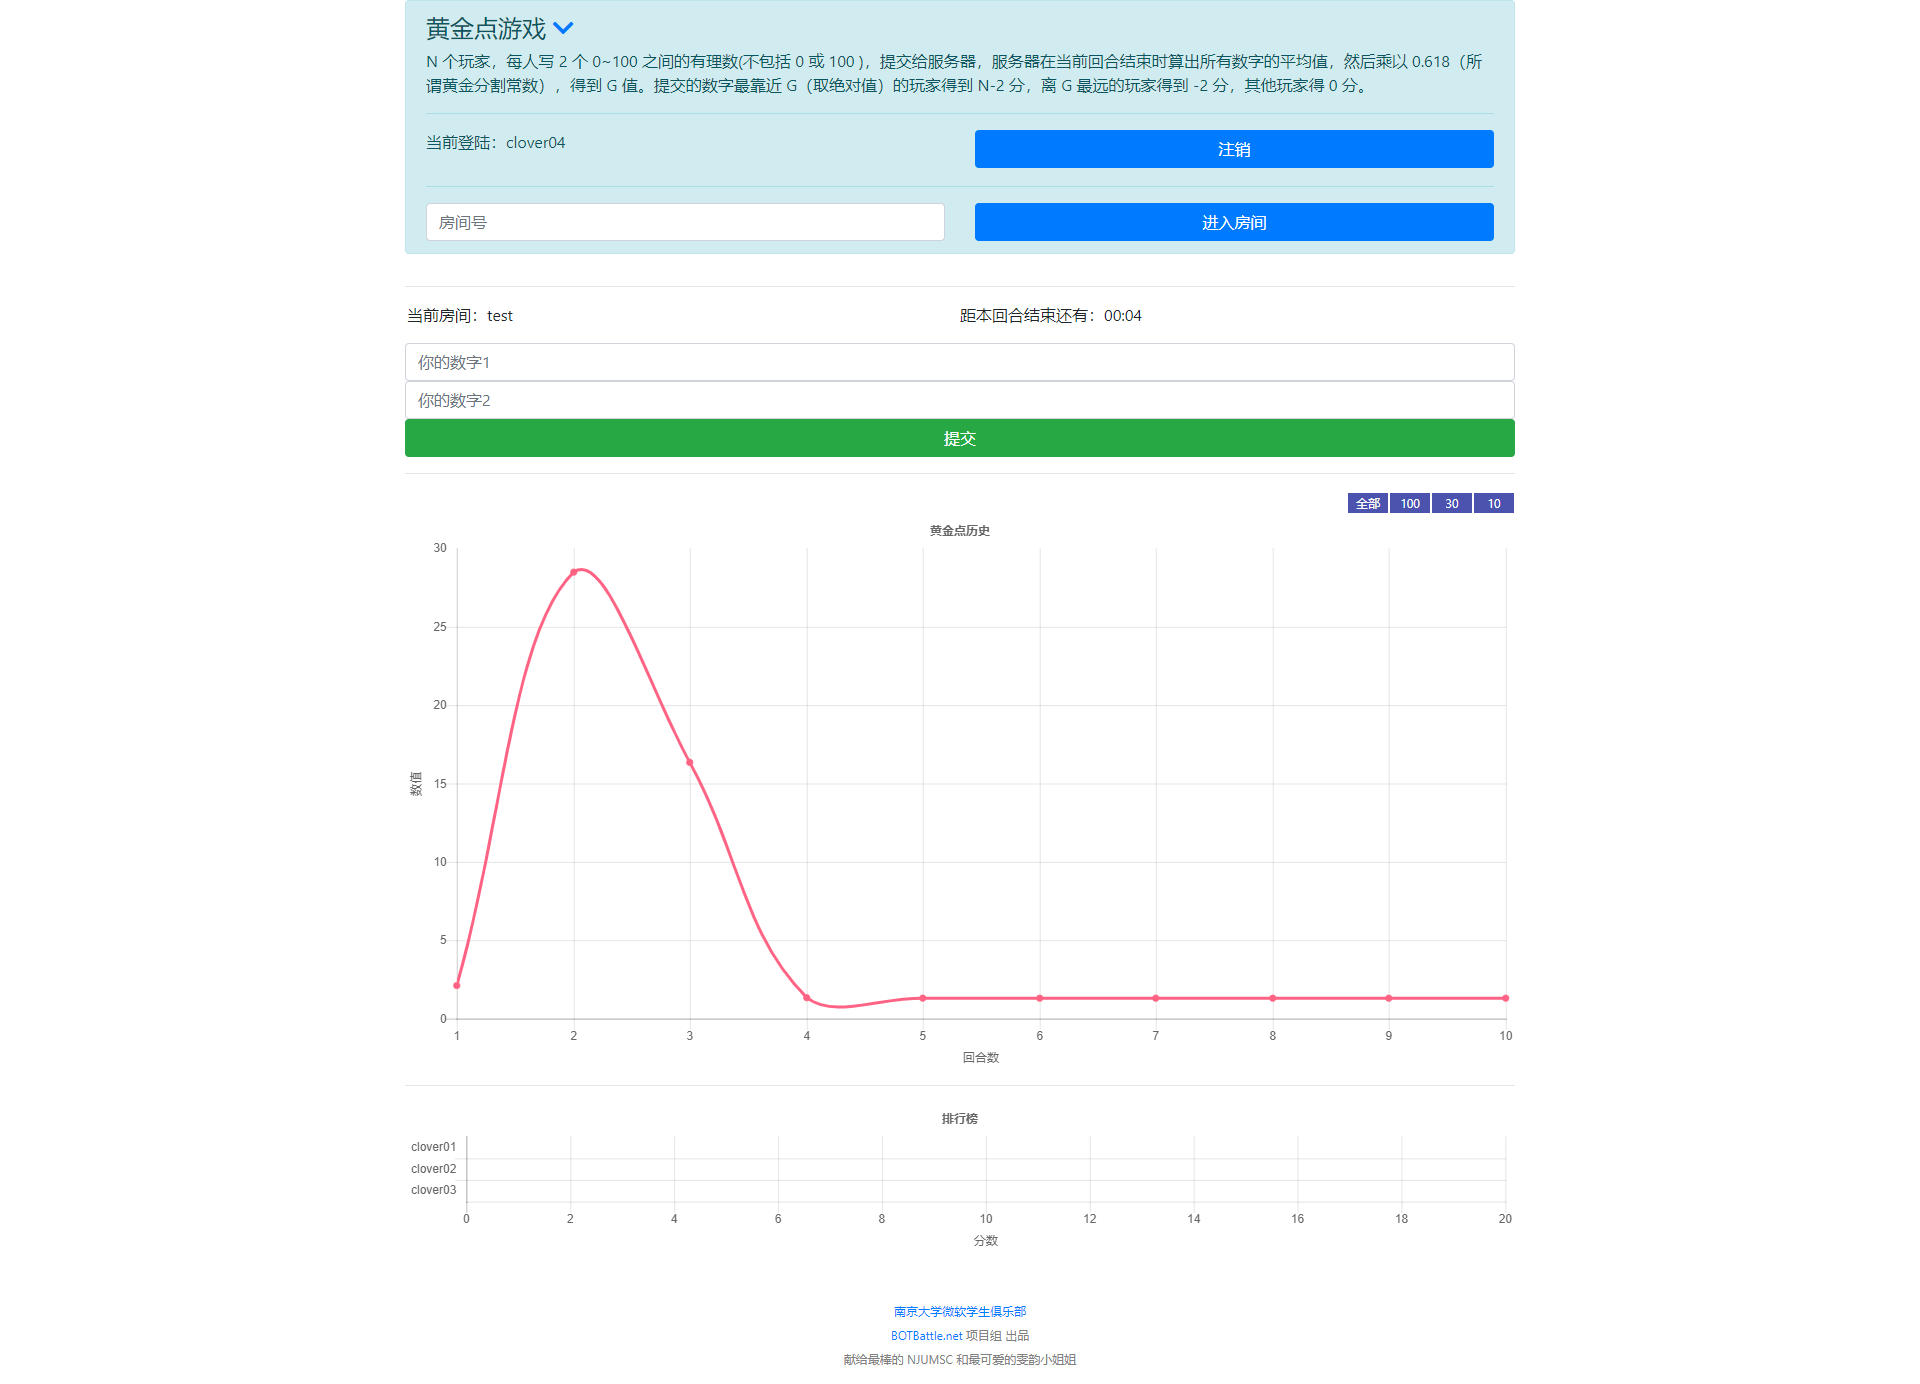 黄金点游戏
N 个玩家，每人写 2 个 0~100 之间的有理数(不包括 0 或 100 )，提交给服务器，服务器在当前回合结束时算出所有数字的平均值，然后乘以 0.618（所
谓黄金分割常数），得到 G 值。提交的数字最靠近 G（取绝对值）的玩家得到 N-2 分，离 G 最远的玩家得到 -2 分，其他玩家得 0 分。
当前登陆：clover04 注销
房间号 进入房间
当前房间：test 距本回合结束还有：00:04
你的数字1
你的数字2
提交
全部 100 30 10
黄金点历史
30
25
20
15
10
5
0
数值
1 2 3 4 5 6 7 8 9 10
回合数
排行榜
clover01
clover02
clover03
0 2 4 6 8 10 12 14 16 18 20
分数
南京大学微软学生俱乐部
BOTBattle.net 项目组 出品
献给最棒的 NJUMSC 和最可爱的雯韵小姐姐